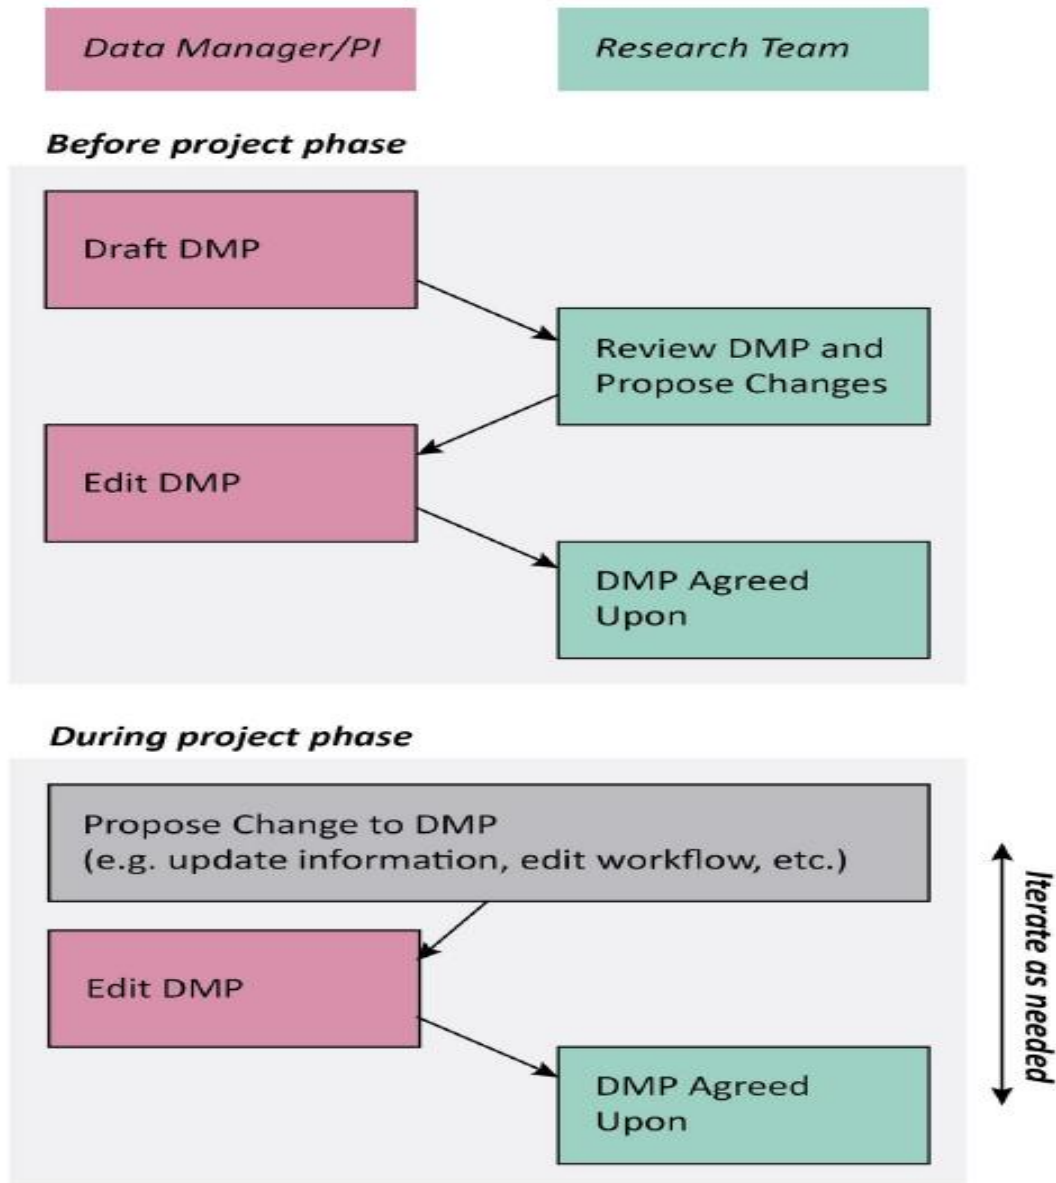 Data Manager/PI
Research Team
Before project phase
Draft DMP
Review DMP and
Propose Changes
Edit DMP
DMP Agreed
Upon
During project phase
Propose Change to DMP
(e.g. update information, edit workflow, etc.)
Iterate as needed
Edit DMP
DMP Agreed
Upon